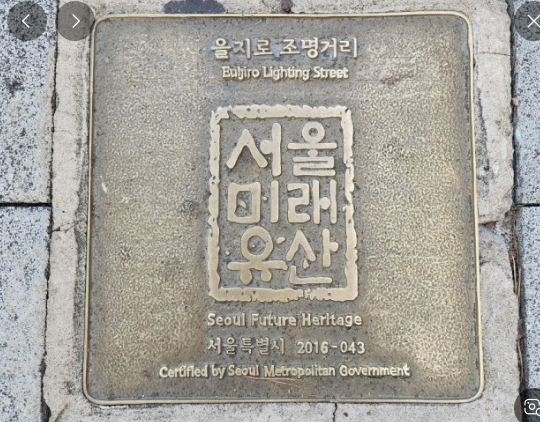 을지로 조명거리
Euljiro Lighting Street
서울
미래
유산
Seoul Future Heritage
서울특별시 2016-043
Certified by Seoul Metropolitan Government